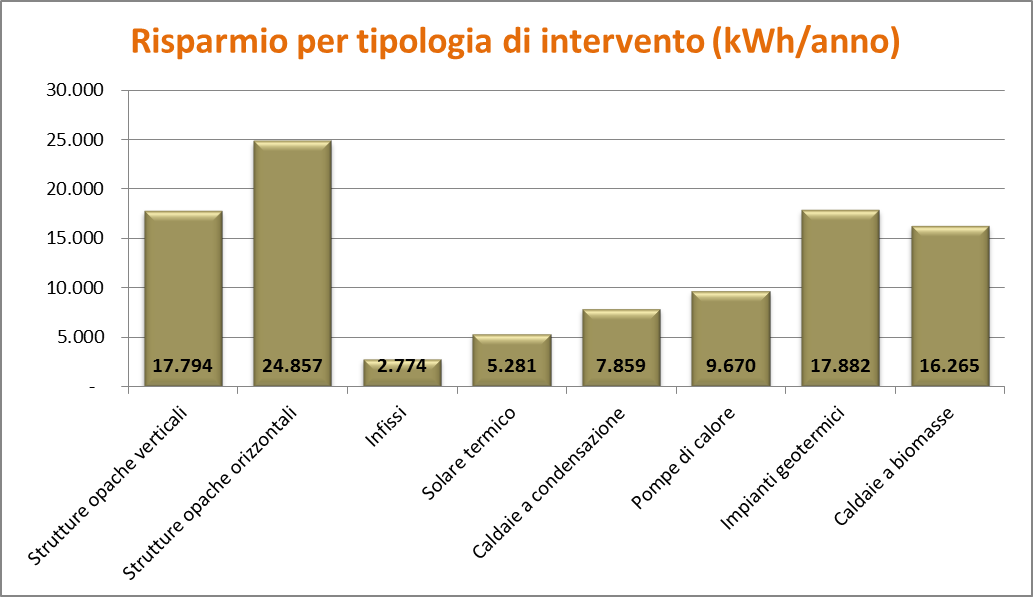 Risparmio per tipologia di intervento (kWh/anno)
30.000
25.000
20.000
15.000
10.000
5.000
-
17.794
24.857
2.774
5.281
7.859
9.670
17.882
16.265
Strutture opache verticali
Strutture opache orizzontali
Infissi
Solare termico
Caldaie a condensazione
Pompe di calore
Impianti geotermici
Caldaie a biomasse